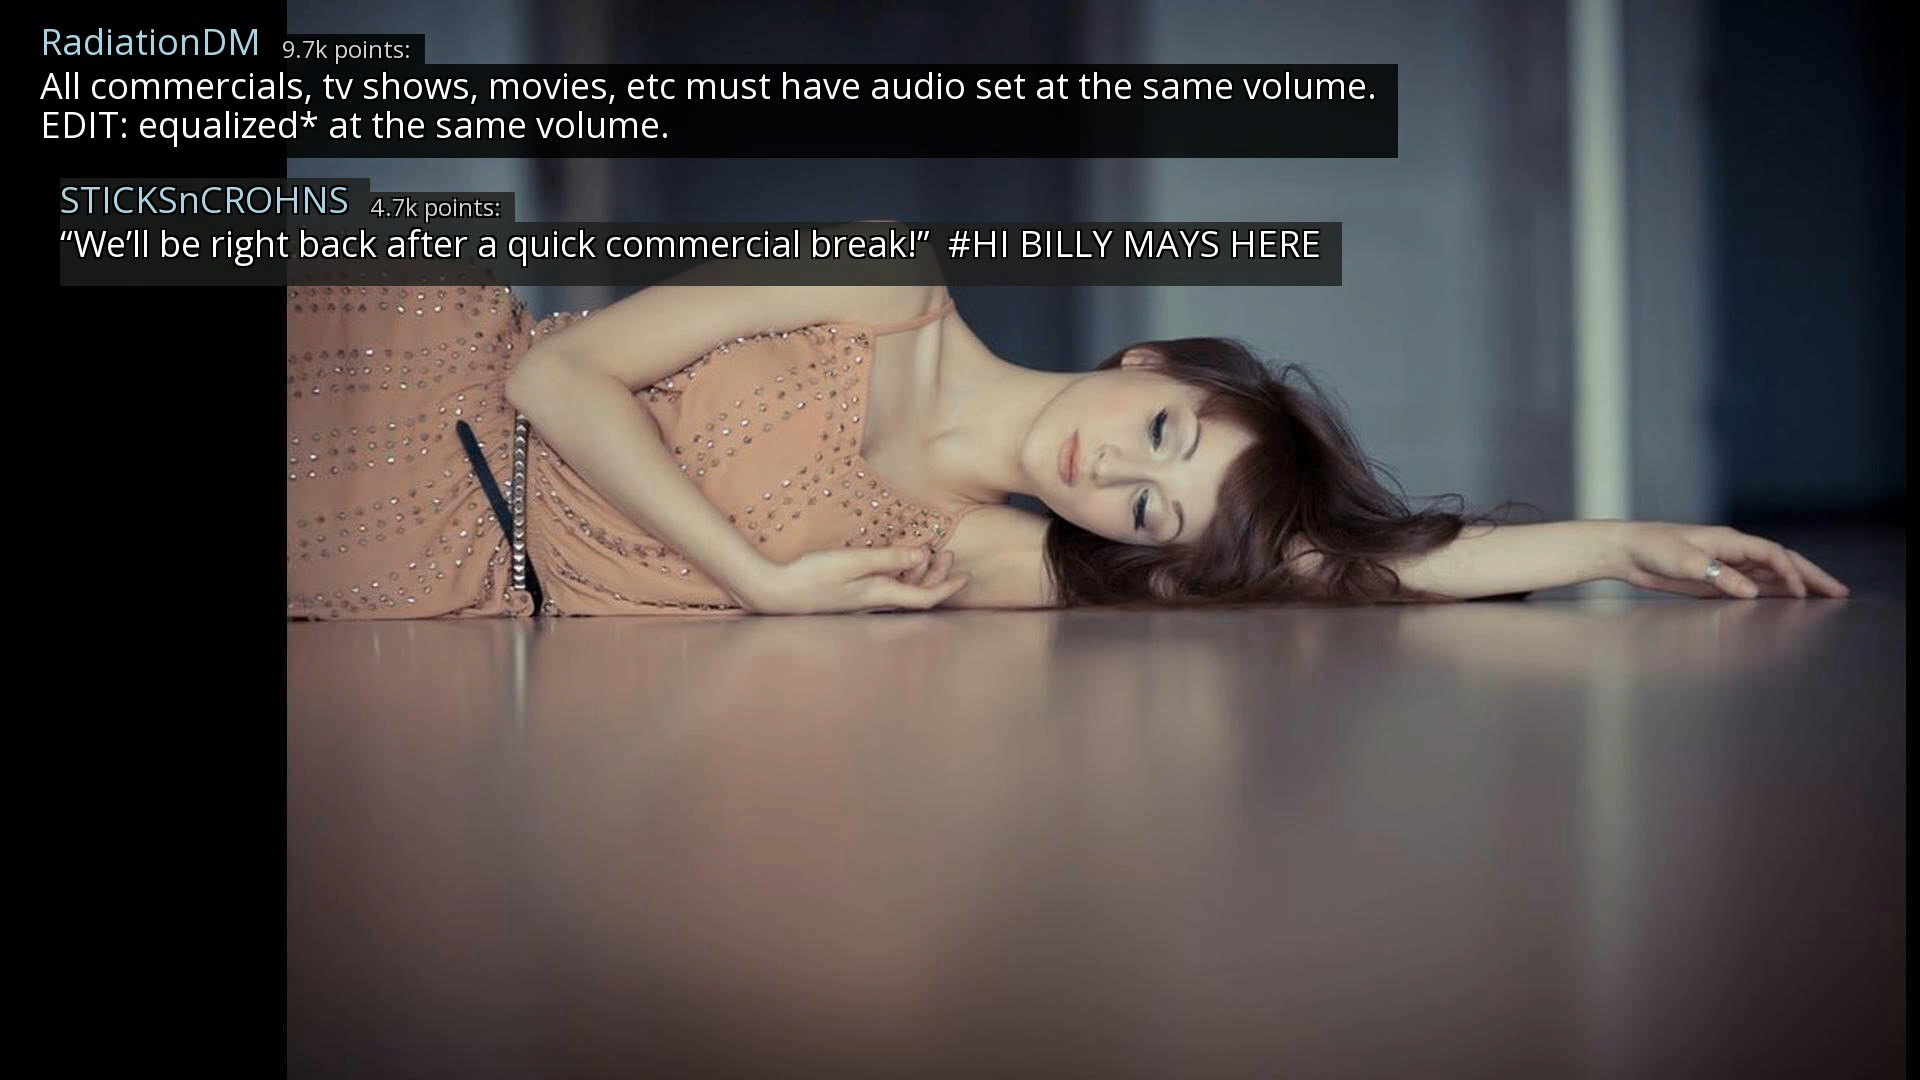 RadiationDM 9.7k points:
All commercials, tv shows, movies, etc must have audio set at the same volume.
EDIT: equalized* at the same volume.
STICKSnCROHNS 4.7k points:
“We’ll be right back after a quick commercial break!”  #HI BILLY MAYS HERE